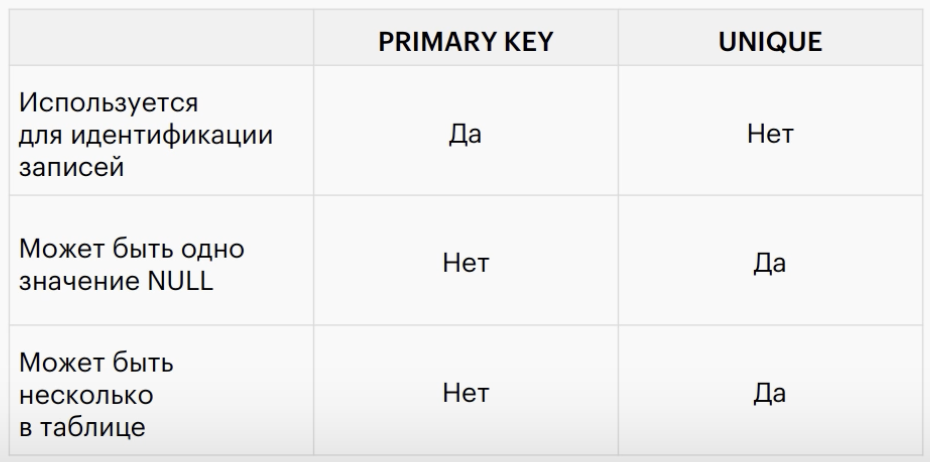 PRIMARY KEY
UNIQUE
Используется
для идентификации
записей
Да
Нет
Может быть одно
значение NULL
Нет
Да
Может быть
несколько
в таблице
Нет
Да